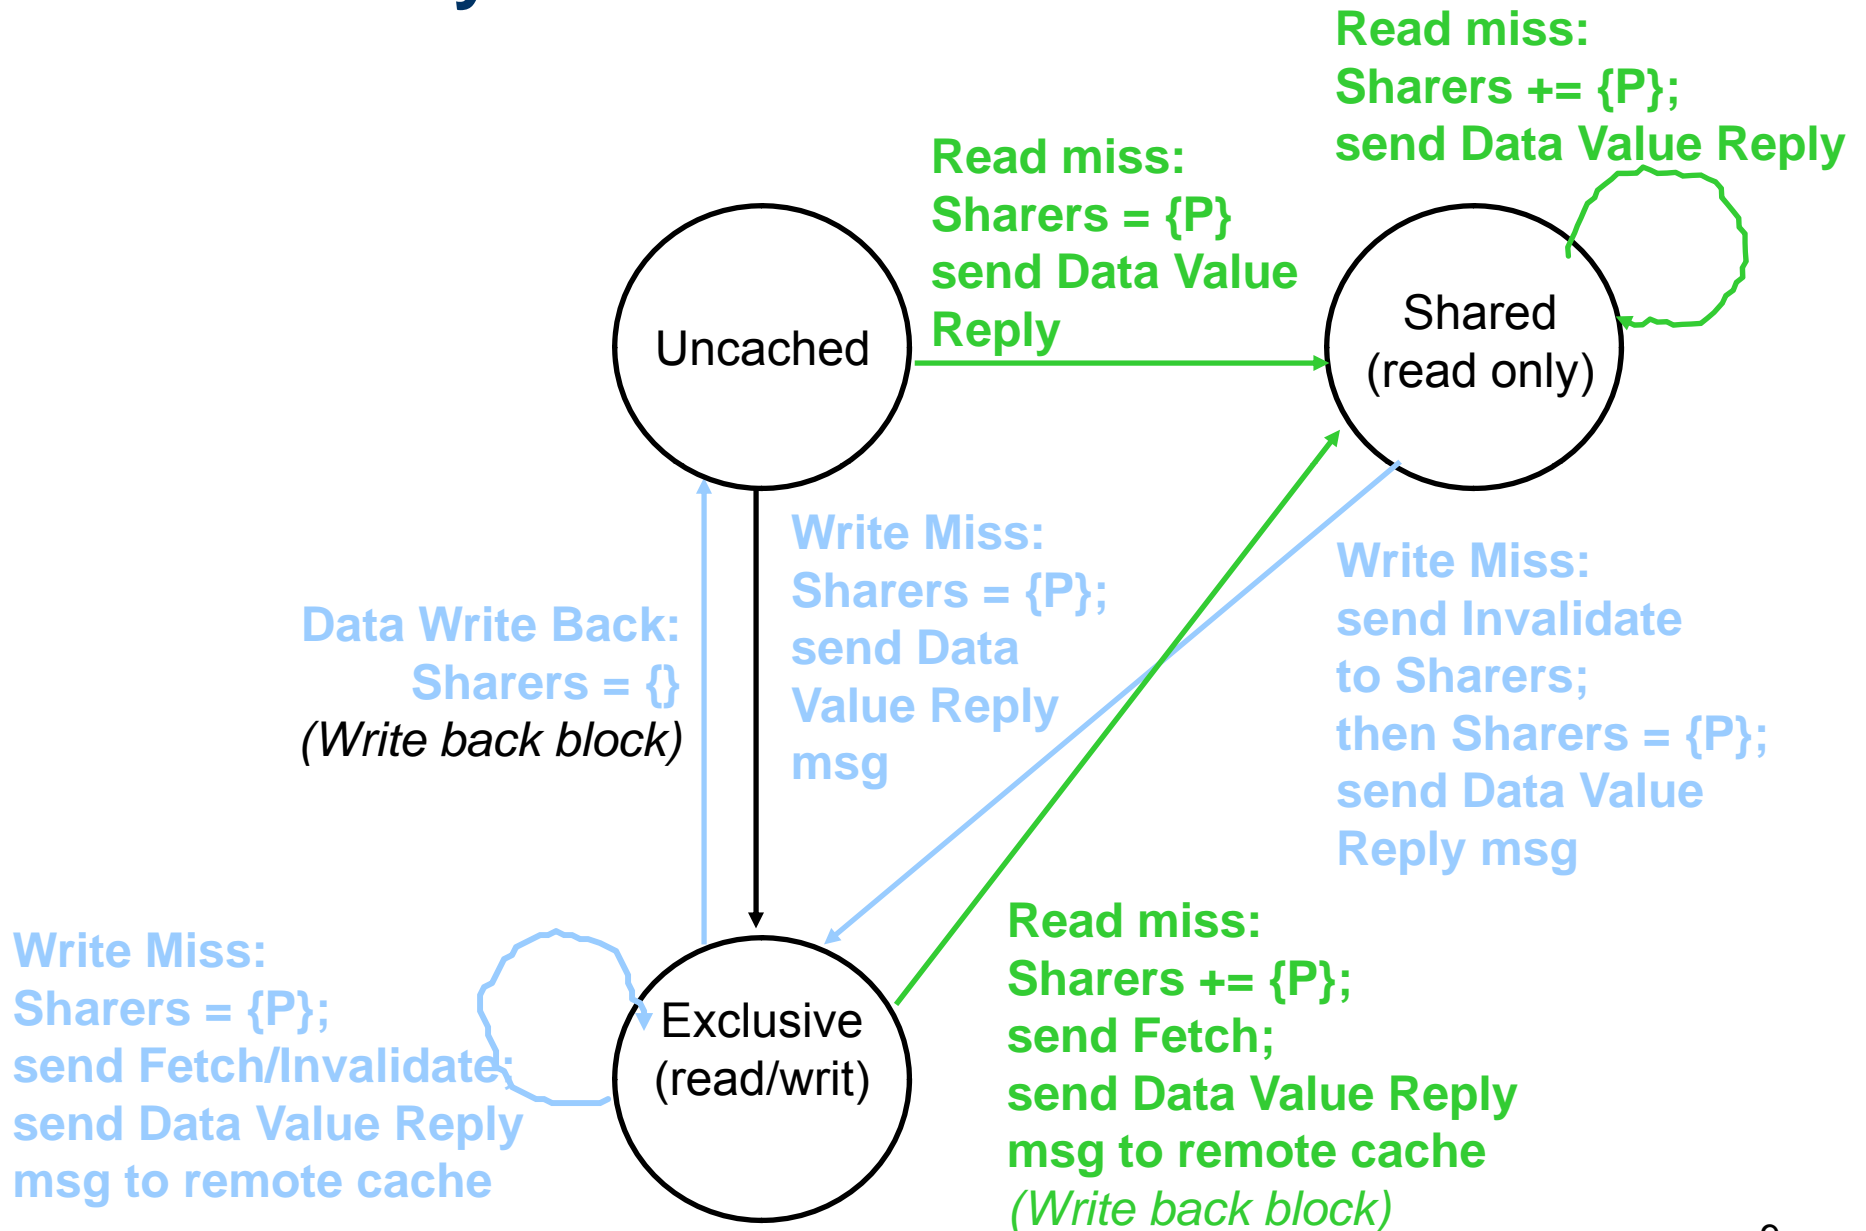 Read miss:
Sharers += {P};
send Data Value Reply
Read miss:
Sharers = {P}
send Data Value
Reply
Uncached
Shared
(read only)
Write Miss:
Sharers = {P};
send Data
Value Reply
msg
Write Miss:
send Invalidate
to Sharers;
then Sharers = {P};
send Data Value
Reply msg
Data Write Back:
Sharers = {}
(Write back block)
Write Miss:
Sharers = {P};
send Fetch/Invalidate;
send Data Value Reply
msg to remote cache
Exclusive
(read/writ)
Read miss:
Sharers += {P};
send Fetch;
send Data Value Reply
msg to remote cache
(Write back block)